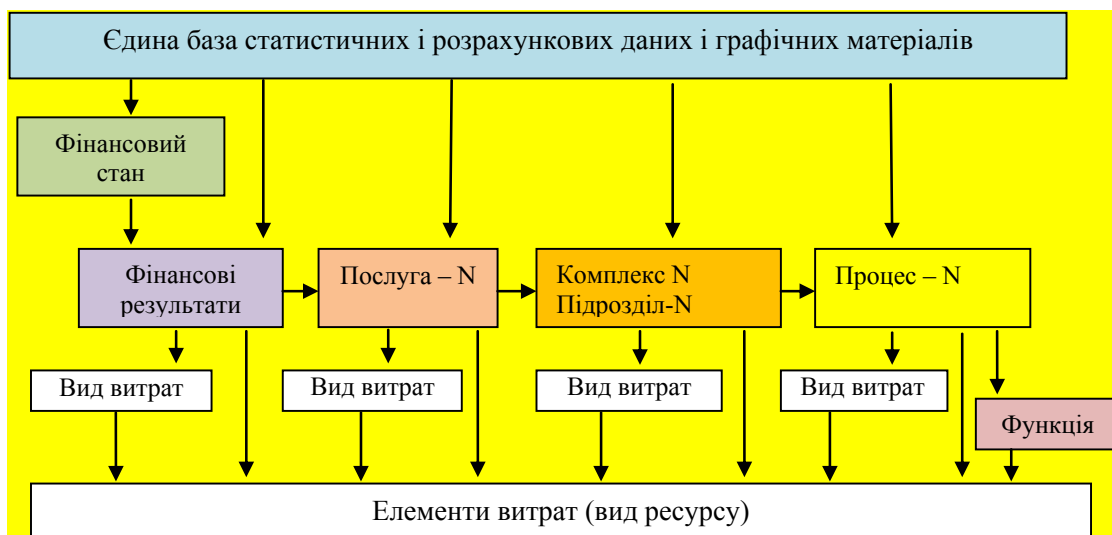 Єдина база статистичних і розрахункових даних і графічних матеріалів
Фінансовий
стан
Фінансові
результати
Послуга – N
Комплекс N
Підрозділ-N
Процес – N
Вид витрат
Вид витрат
Вид витрат
Вид витрат
Функція
Елементи витрат (вид ресурсу)